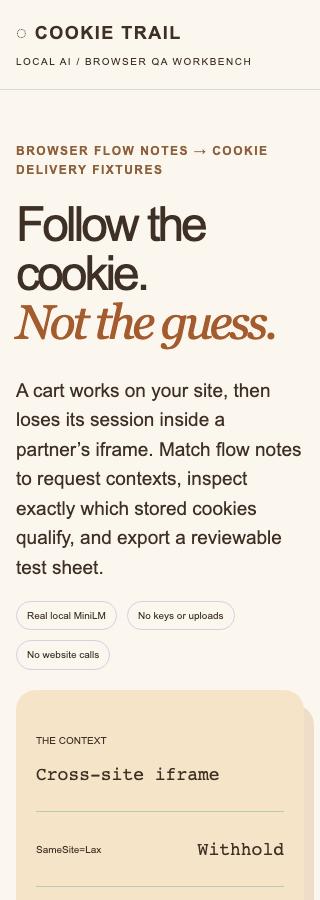 COOKIE TRAIL
LOCAL AI / BROWSER QA WORKBENCH
BROWSER FLOW NOTES → COOKIE
DELIVERY FIXTURES
Follow the
cookie.
Not the guess.
A cart works on your site, then
loses its session inside a
partner’s iframe. Match flow notes
to request contexts, inspect
exactly which stored cookies
qualify, and export a reviewable
test sheet.
Real local MiniLM
No keys or uploads
No website calls
THE CONTEXT
Cross-site iframe
SameSite=Lax
Withhold